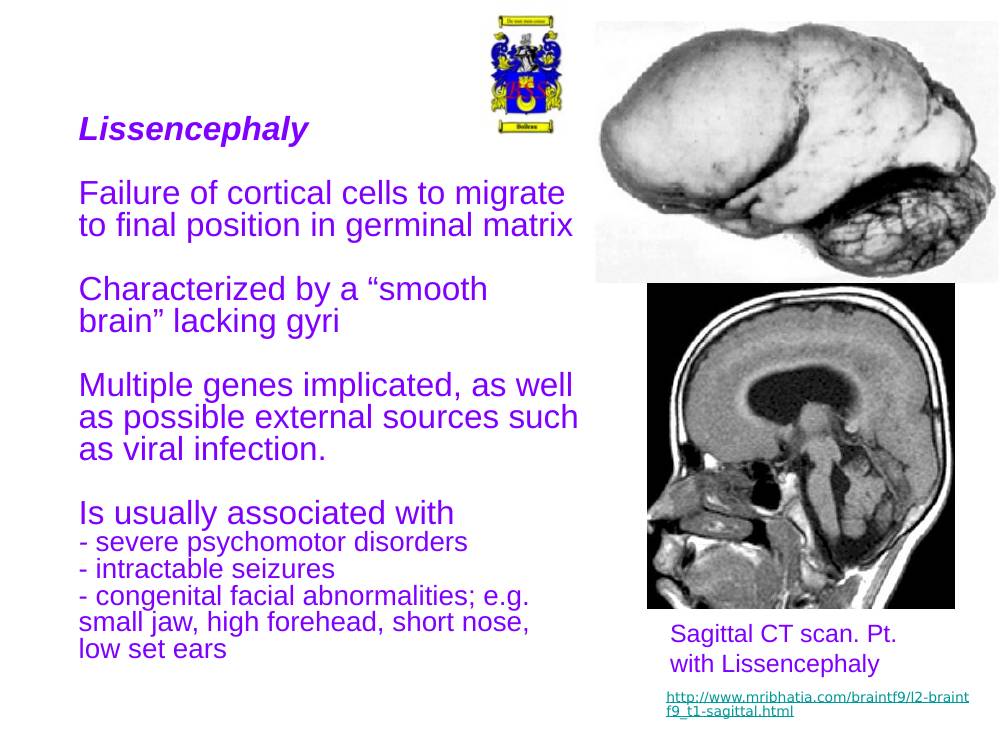 Lissencephaly
Failure of cortical cells to migrate
to final position in germinal matrix
Characterized by a “smooth
brain” lacking gyri
Multiple genes implicated, as well
as possible external sources such
as viral infection.
Is usually associated with
- severe psychomotor disorders
- intractable seizures
- congenital facial abnormalities; e.g.
small jaw, high forehead, short nose,
low set ears
Sagittal CT scan. Pt.
with Lissencephaly
http://www.mribhatia.com/braintf9/l2-braint
f9_t1-sagittal.html